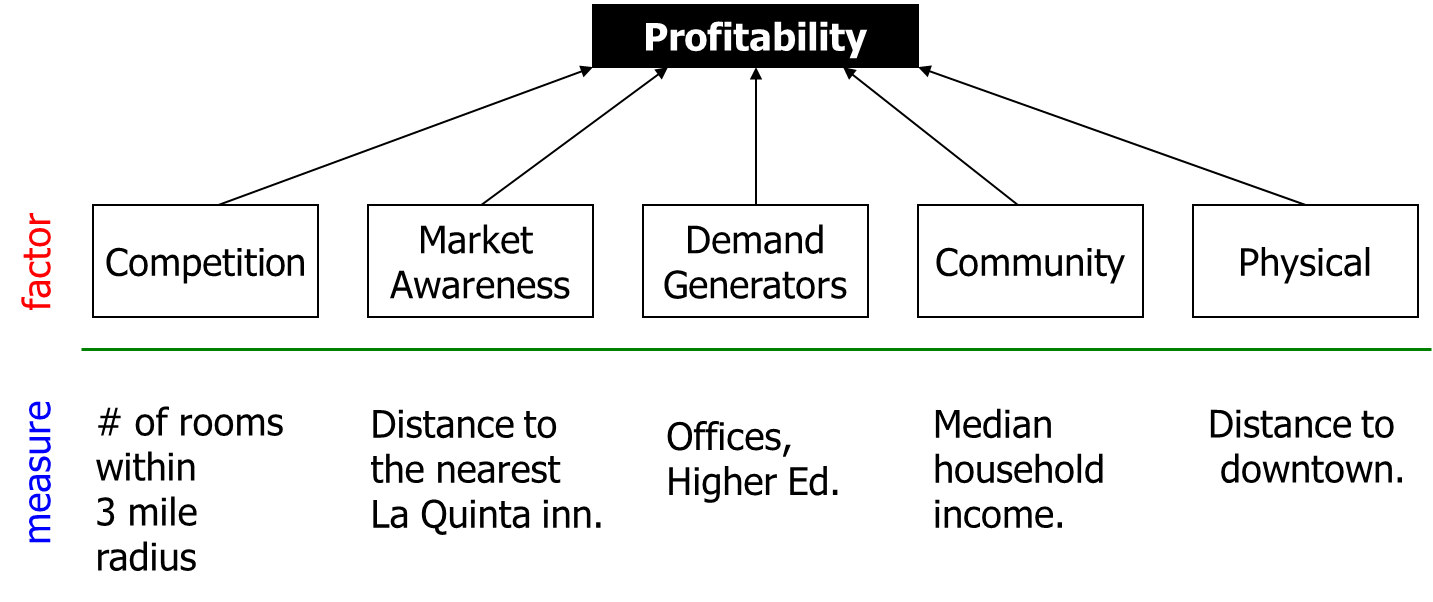 Profitability
factor
Competition
Market
Awareness
Demand
Generators
Community
Physical
measure
# of rooms
within
3 mile
radius
Distance to
the nearest
La Quinta inn.
Offices,
Higher Ed.
Median
household
income.
Distance to
downtown.